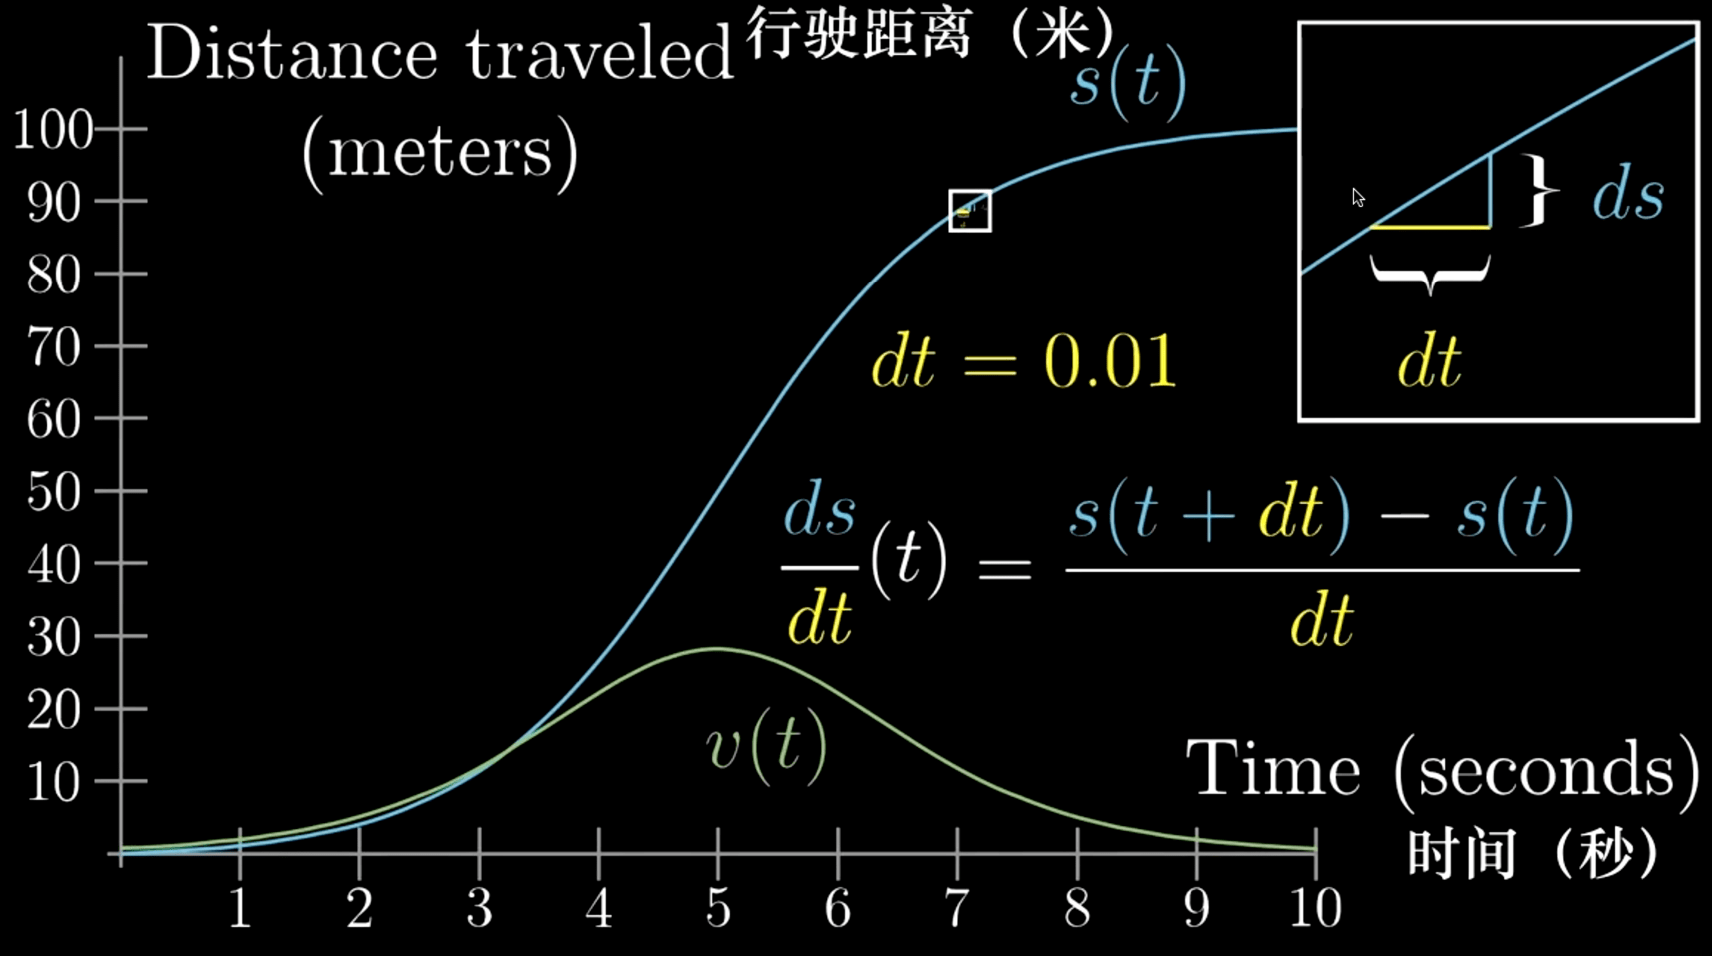 Distance traveled 行驶距离（米）
(meters)
s(t)
100
90
80
70
60
50
40
30
20
10
} ds
dt
dt = 0.01
ds/dt (t) = s(t + dt) − s(t) / dt
v(t)
Time (seconds)
时间（秒）
1 2 3 4 5 6 7 8 9 10